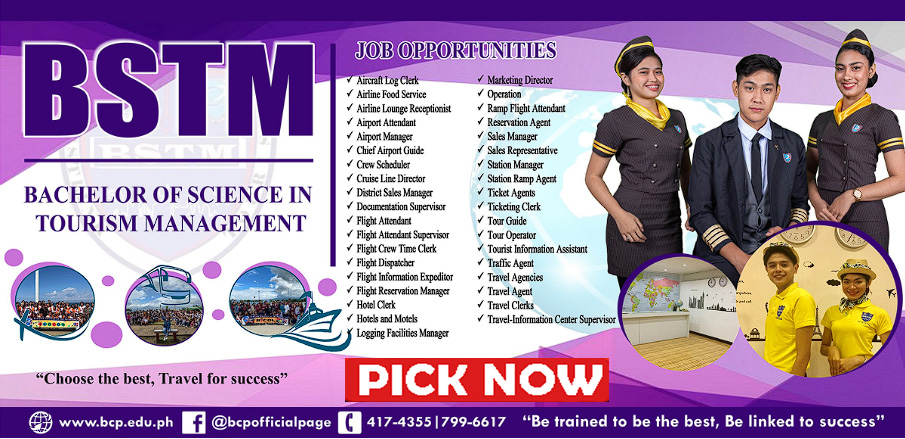 BSTM
BACHELOR OF SCIENCE IN
TOURISM MANAGEMENT
"Choose the best, Travel for success"
JOB OPPORTUNITIES
✓ Aircraft Log Clerk
✓ Airline Food Service
✓ Airline Lounge Receptionist
✓ Airport Attendant
✓ Airport Manager
✓ Chief Airport Guide
✓ Crew Scheduler
✓ Cruise Line Director
✓ District Sales Manager
✓ Documentation Supervisor
✓ Flight Attendant
✓ Flight Attendant Supervisor
✓ Flight Crew Time Clerk
✓ Flight Dispatcher
✓ Flight Information Expeditor
✓ Flight Reservation Manager
✓ Hotel Clerk
✓ Hotels and Motels
✓ Logging Facilities Manager
✓ Marketing Director
✓ Operation
✓ Ramp Flight Attendant
✓ Reservation Agent
✓ Sales Manager
✓ Sales Representative
✓ Station Manager
✓ Station Ramp Agent
✓ Ticket Agents
✓ Ticketing Clerk
✓ Tour Guide
✓ Tour Operator
✓ Tourist Information Assistant
✓ Traffic Agent
✓ Travel Agencies
✓ Travel Agent
✓ Travel Clerks
✓ Travel-Information Center Supervisor
PICK NOW
www.bcp.edu.ph @bcpofficialpage 417-4355|799-6617 "Be trained to be the best, Be linked to success"